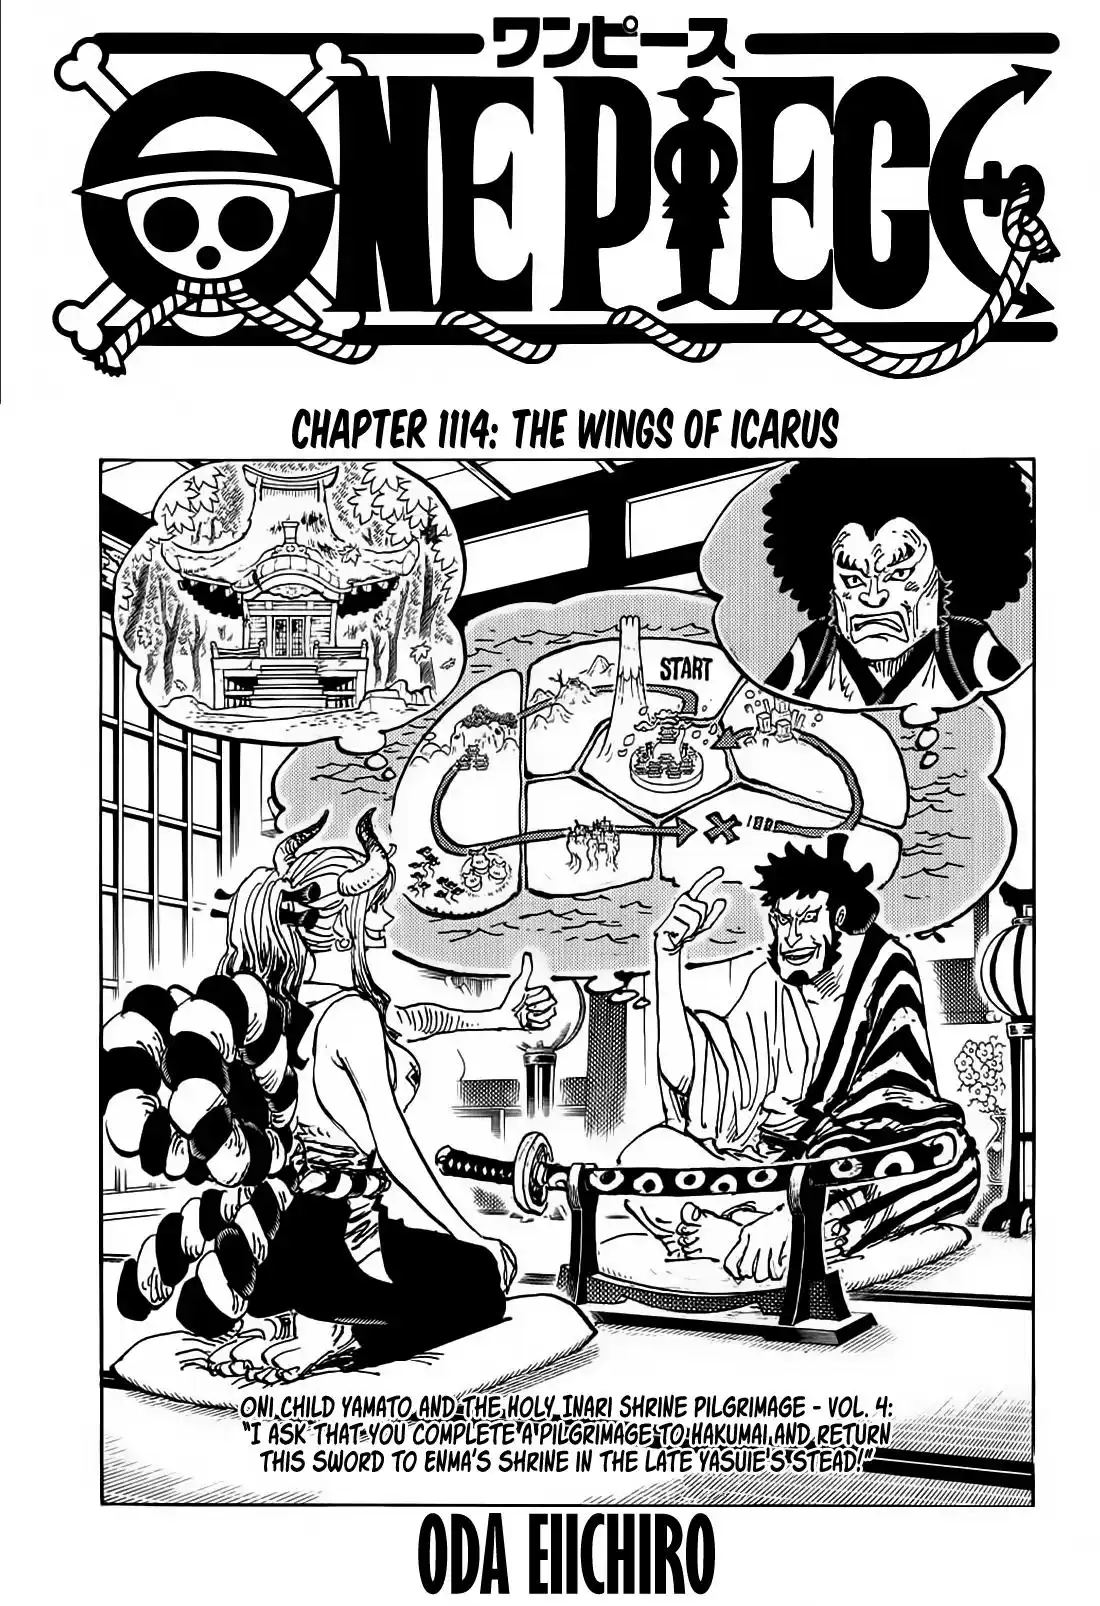 ワンピース
ONE PIECE
CHAPTER 1114: THE WINGS OF ICARUS
START
ONI CHILD YAMATO AND THE HOLY INARI SHRINE PILGRIMAGE - VOL. 4:
"I ASK THAT YOU COMPLETE A PILGRIMAGE TO HAKUMAI AND RETURN
THIS SWORD TO ENMA'S SHRINE IN THE LATE YASUIE'S STEAD!"
ODA EIICHIRO